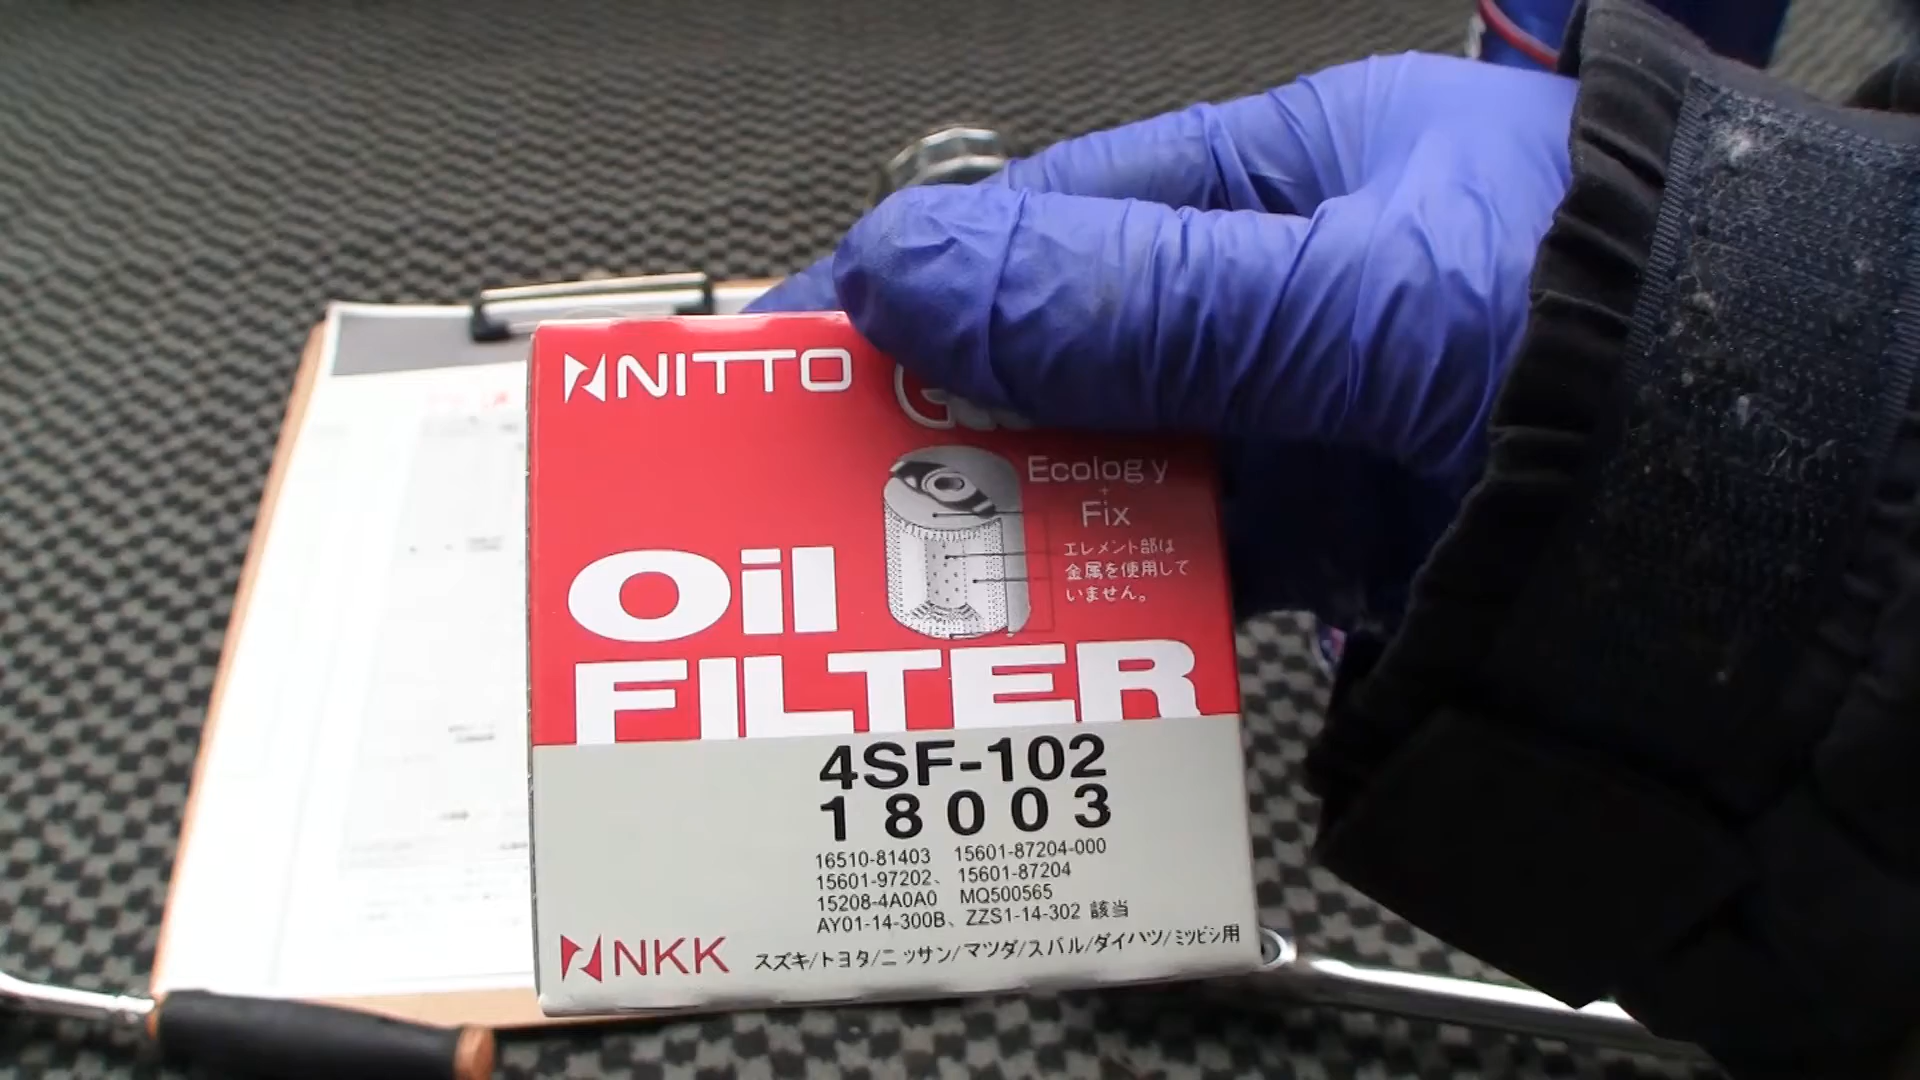 NITTO
Ecology
+
Fix
エレメント部は
金属を使用して
いません。
Oil
FILTER
4SF-102
18003
16510-81403 15601-87204-000
15601-97202、 15601-87204
15208-4A0A0 MQ500565
AY01-14-300B、ZZS1-14-302 該当
NKK スズキ/トヨタ/ニッサン/マツダ/スバル/ダイハツ/ミツビシ用